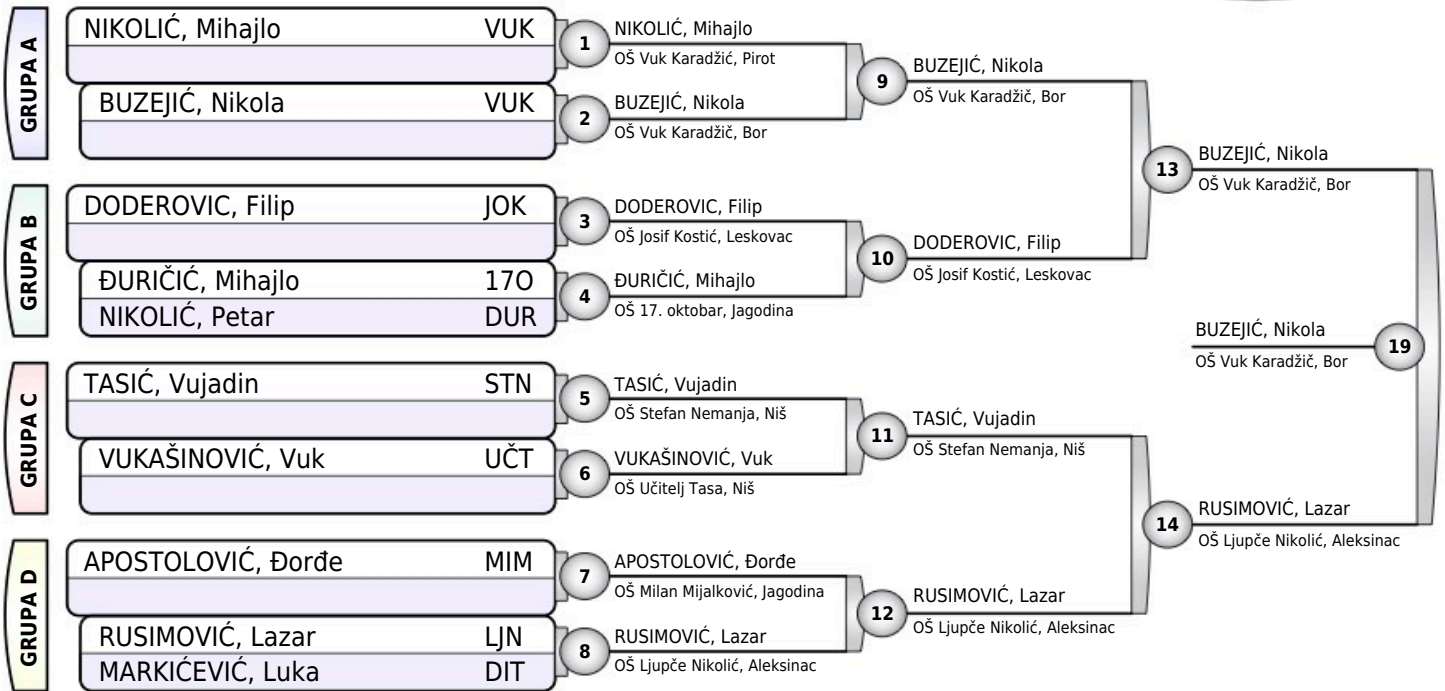 GRUPA A
NIKOLIĆ, Mihajlo VUK
BUZEJIĆ, Nikola VUK
GRUPA B
DODEROVIC, Filip JOK
ĐURIČIĆ, Mihajlo 17O
NIKOLIĆ, Petar DUR
GRUPA C
TASIĆ, Vujadin STN
VUKAŠINOVIĆ, Vuk UČT
GRUPA D
APOSTOLOVIĆ, Đorđe MIM
RUSIMOVIĆ, Lazar LJN
MARKIĆEVIĆ, Luka DIT
1
NIKOLIĆ, Mihajlo
OŠ Vuk Karadžić, Pirot
2
BUZEJIĆ, Nikola
OŠ Vuk Karadžič, Bor
3
DODEROVIC, Filip
OŠ Josif Kostić, Leskovac
4
ĐURIČIĆ, Mihajlo
OŠ 17. oktobar, Jagodina
5
TASIĆ, Vujadin
OŠ Stefan Nemanja, Niš
6
VUKAŠINOVIĆ, Vuk
OŠ Učitelj Tasa, Niš
7
APOSTOLOVIĆ, Đorđe
OŠ Milan Mijalković, Jagodina
8
RUSIMOVIĆ, Lazar
OŠ Ljupče Nikolić, Aleksinac
9
BUZEJIĆ, Nikola
OŠ Vuk Karadžič, Bor
10
DODEROVIC, Filip
OŠ Josif Kostić, Leskovac
11
TASIĆ, Vujadin
OŠ Stefan Nemanja, Niš
12
RUSIMOVIĆ, Lazar
OŠ Ljupče Nikolić, Aleksinac
13
BUZEJIĆ, Nikola
OŠ Vuk Karadžič, Bor
14
RUSIMOVIĆ, Lazar
OŠ Ljupče Nikolić, Aleksinac
BUZEJIĆ, Nikola
OŠ Vuk Karadžič, Bor
19